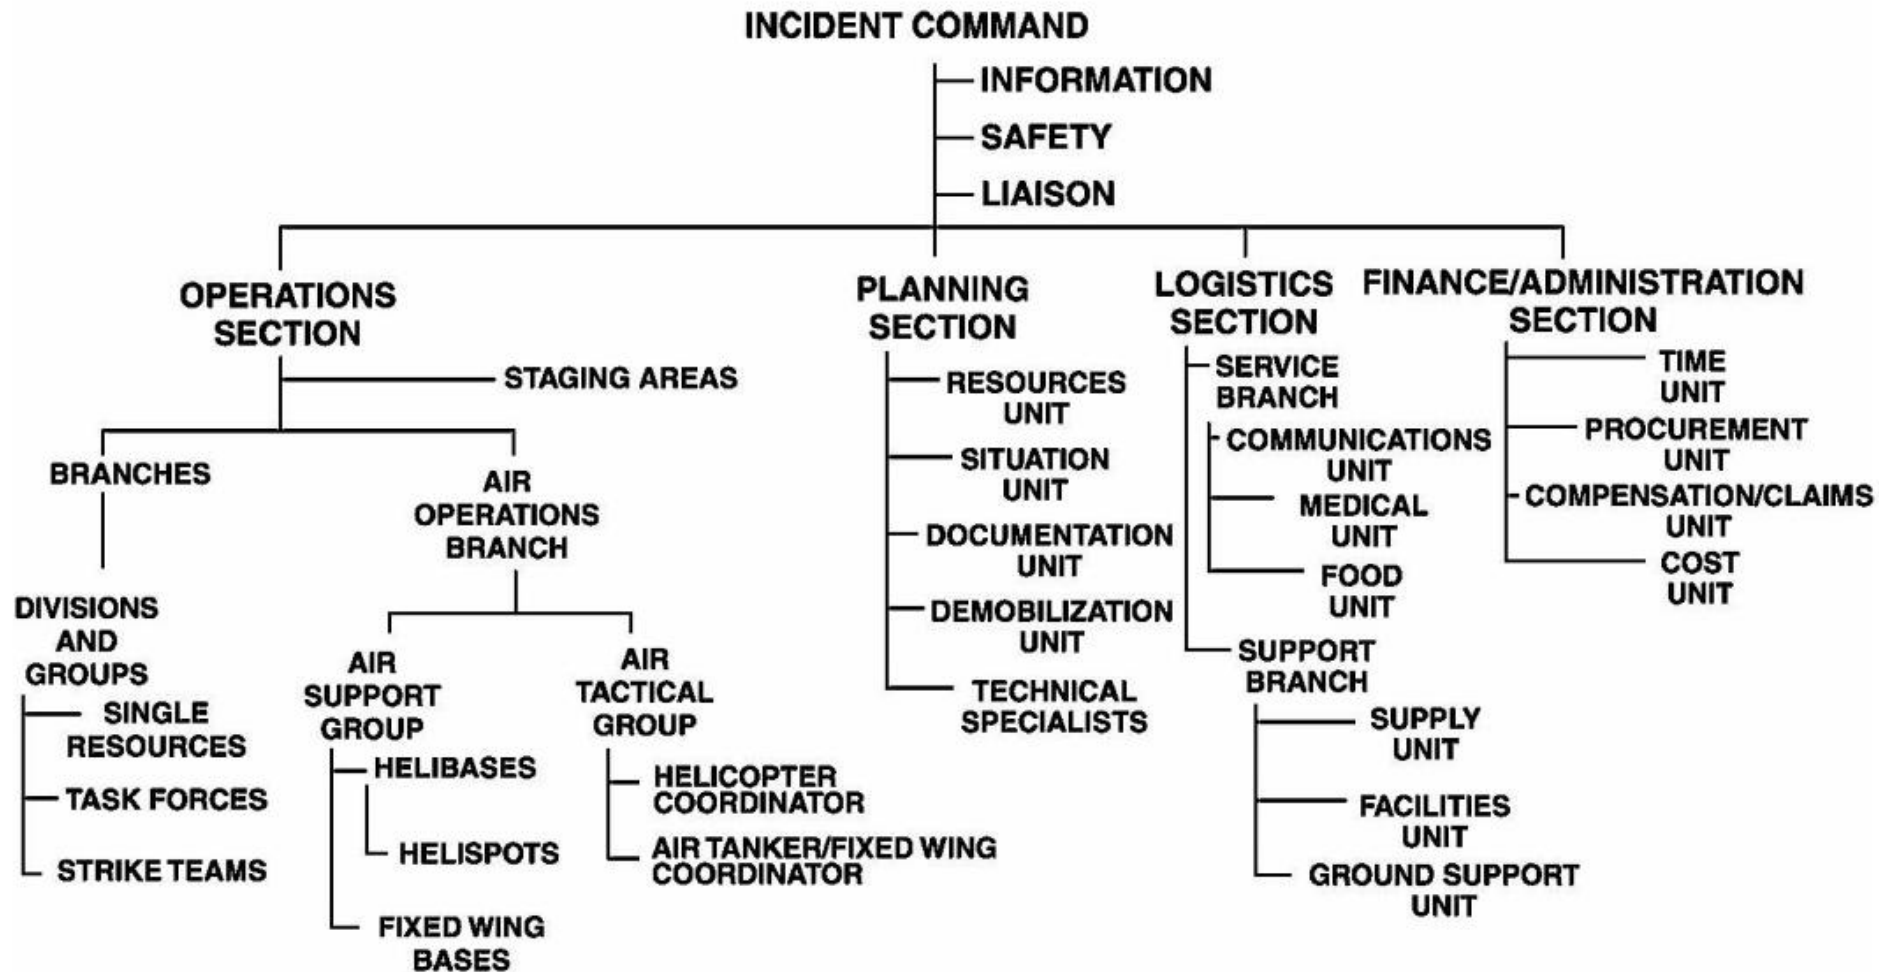 INCIDENT COMMAND
INFORMATION
SAFETY
LIAISON
OPERATIONS
SECTION
STAGING AREAS
BRANCHES
DIVISIONS
AND
GROUPS
SINGLE
RESOURCES
TASK FORCES
STRIKE TEAMS
AIR
OPERATIONS
BRANCH
AIR
SUPPORT
GROUP
HELIBASES
HELISPOTS
FIXED WING
BASES
AIR
TACTICAL
GROUP
HELICOPTER
COORDINATOR
AIR TANKER/FIXED WING
COORDINATOR
PLANNING
SECTION
RESOURCES
UNIT
SITUATION
UNIT
DOCUMENTATION
UNIT
DEMOBILIZATION
UNIT
TECHNICAL
SPECIALISTS
LOGISTICS
SECTION
SERVICE
BRANCH
COMMUNICATIONS
UNIT
MEDICAL
UNIT
FOOD
UNIT
SUPPORT
BRANCH
SUPPLY
UNIT
FACILITIES
UNIT
GROUND SUPPORT
UNIT
FINANCE/ADMINISTRATION
SECTION
TIME
UNIT
PROCUREMENT
UNIT
COMPENSATION/CLAIMS
UNIT
COST
UNIT